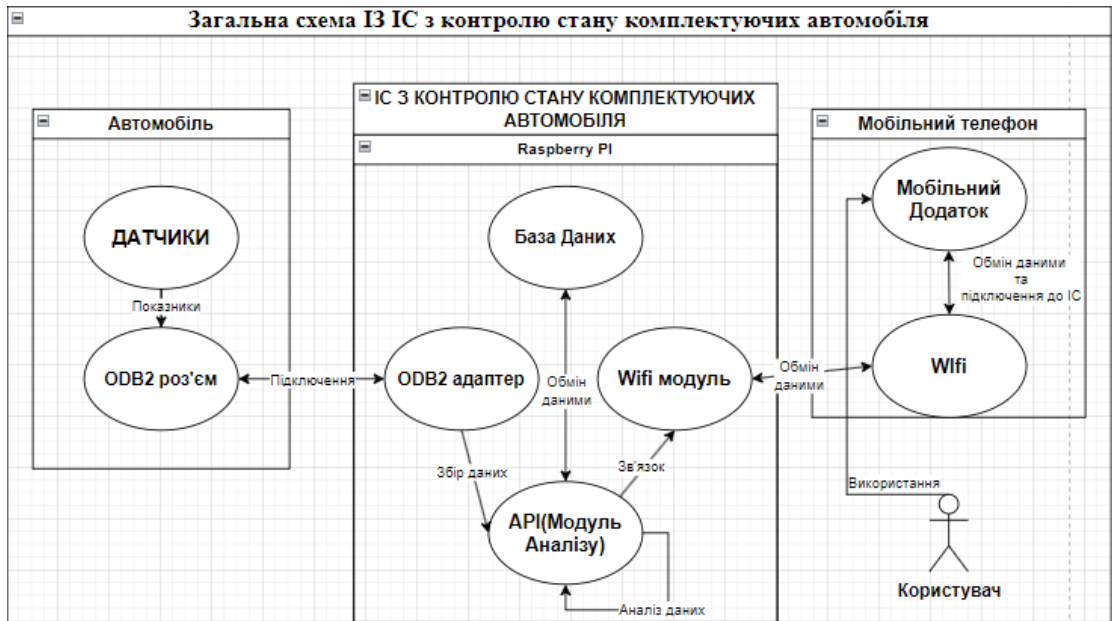 Загальна схема ІЗ ІС з контролю стану комплектуючих автомобіля
Автомобіль
ДАТЧИКИ
Показники
ODB2 роз'єм
Підключення
ІС З КОНТРОЛЮ СТАНУ КОМПЛЕКТУЮЧИХ
АВТОМОБІЛЯ
Raspberry PI
База Даних
ODB2 адаптер
Обмін
даними
Wifi модуль
Збір даних
Зв'язок
API(Модуль
Аналізу)
Аналіз даних
Обмін
даними
Мобільний телефон
Мобільний
Додаток
Обмін даними
та
підключення до ІС
WIfi
Використання
Користувач